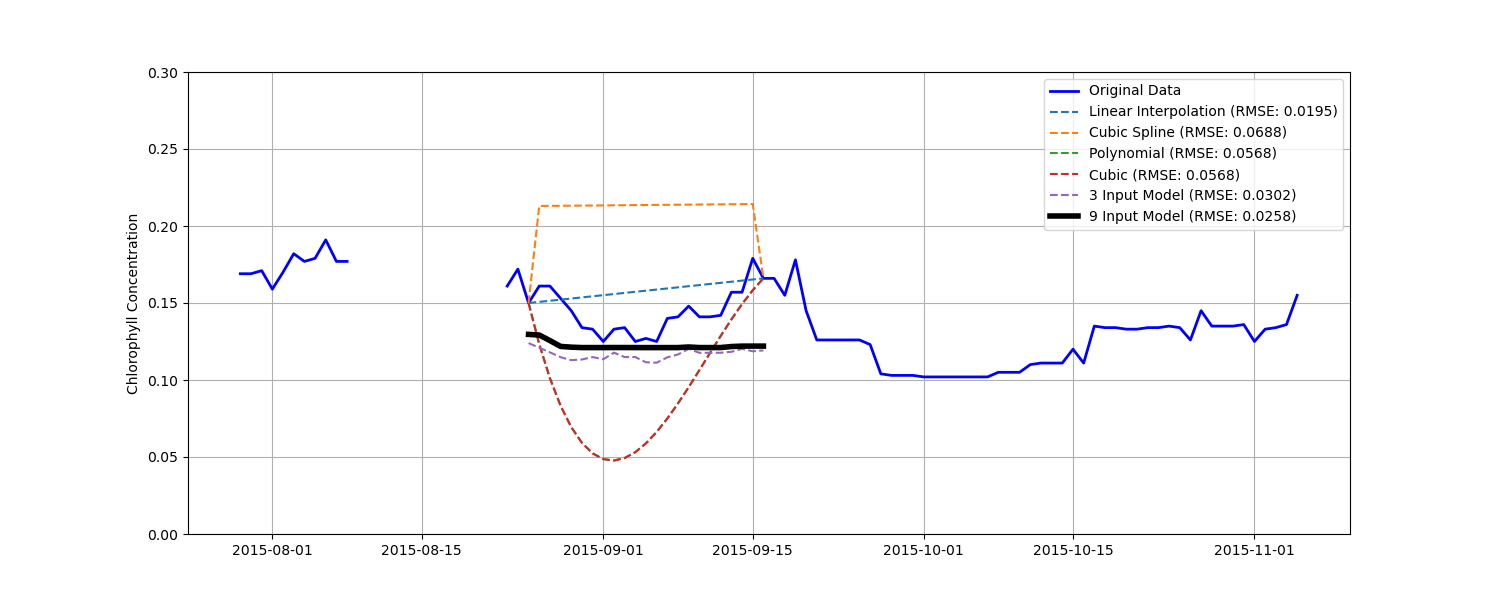 0.30
0.25
0.20
0.15
0.10
0.05
0.00
Chlorophyll Concentration
2015-08-01
2015-08-15
2015-09-01
2015-09-15
2015-10-01
2015-10-15
2015-11-01
Original Data
Linear Interpolation (RMSE: 0.0195)
Cubic Spline (RMSE: 0.0688)
Polynomial (RMSE: 0.0568)
Cubic (RMSE: 0.0568)
3 Input Model (RMSE: 0.0302)
9 Input Model (RMSE: 0.0258)